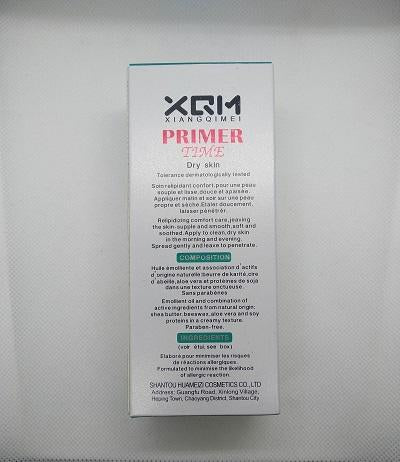 XQM
XIANGQIMEI
PRIMER
TIME
Dry skin
Tolerance dermatologically tested
Soin relipidant confort, pour une peau
souple et lisse, douce et apaisée.
Appliquer matin et soir sur une peau
propre et sèche. Etaler doucement,
laisser pénétrer.
Relipidizing comfort care, leaving
the skin-supple and smooth, soft and
soothed. Apply to clean, dry skin
in the morning and evening.
Spread gently and leave to penetrate.
COMPOSITION
Huile émolliente et association d'actifs
d'origine naturelle: beurre de karité, cire
d'abeille, aloe vera et protéines de soja
dans une texture onctueuse.
Sans parabènes
Emollient oil and combination of
active ingredients from natural origin:
shea butter, beeswax, aloe vera and soy
proteins in a creamy texture.
Paraben-free.
INGREDIENTS
(voir étui, see box)
Elaboré pour minimiser les risques
de réactions allergiques.
Formulated to minimise the likelihood
of allergic reaction.
SHANTOU HUAMEIZI COSMETICS CO., LTD
Address: Guangfu Road, Xinlong Village,
Heping Town, Chaoyang District, Shantou City